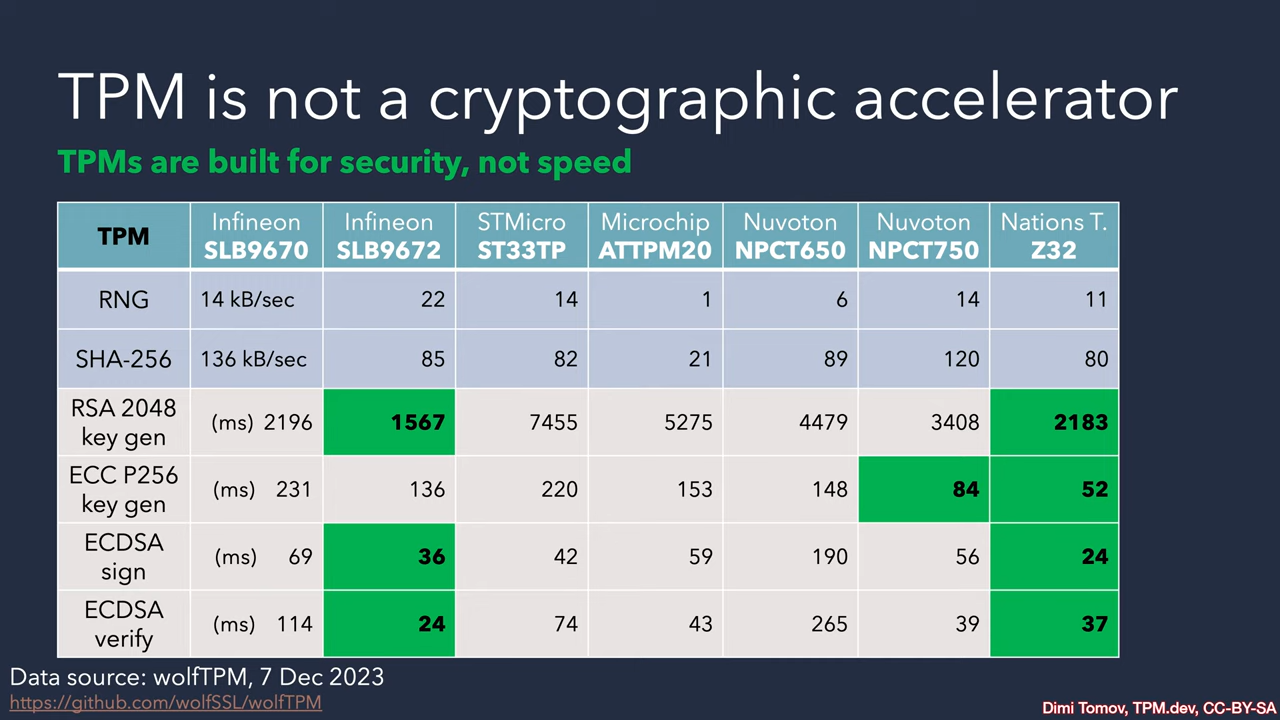 TPM is not a cryptographic accelerator
TPMs are built for security, not speed
TPM Infineon SLB9670 Infineon SLB9672 STMicro ST33TP Microchip ATTPM20 Nuvoton NPCT650 Nuvoton NPCT750 Nations T. Z32
RNG 14 kB/sec 22 14 1 6 14 11
SHA-256 136 kB/sec 85 82 21 89 120 80
RSA 2048 key gen (ms) 2196 1567 7455 5275 4479 3408 2183
ECC P256 key gen (ms) 231 136 220 153 148 84 52
ECDSA sign (ms) 69 36 42 59 190 56 24
ECDSA verify (ms) 114 24 74 43 265 39 37
Data source: wolfTPM, 7 Dec 2023
https://github.com/wolfSSL/wolfTPM
Dimi Tomov, TPM.dev, CC-BY-SA